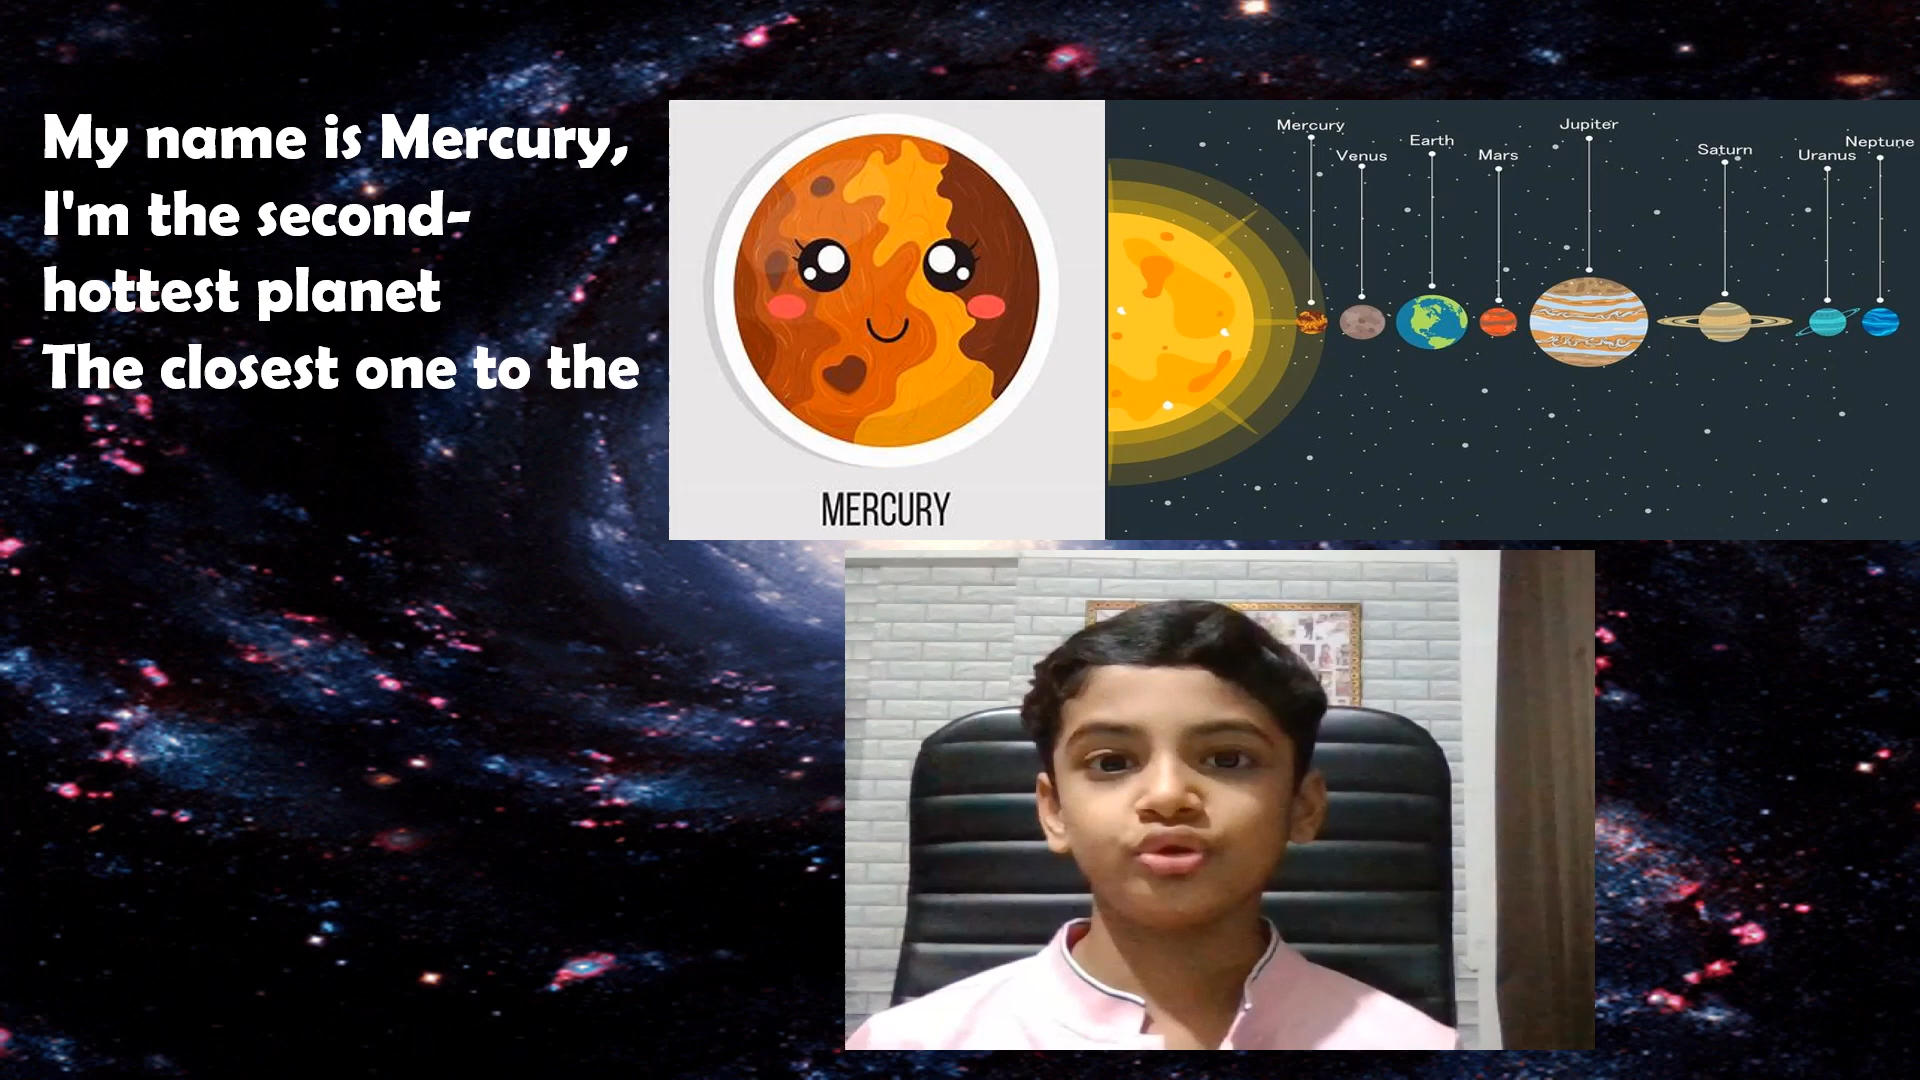 My name is Mercury,
I'm the second-
hottest planet
The closest one to the
MERCURY
Mercury
Venus
Earth
Mars
Jupiter
Saturn
Uranus
Neptune